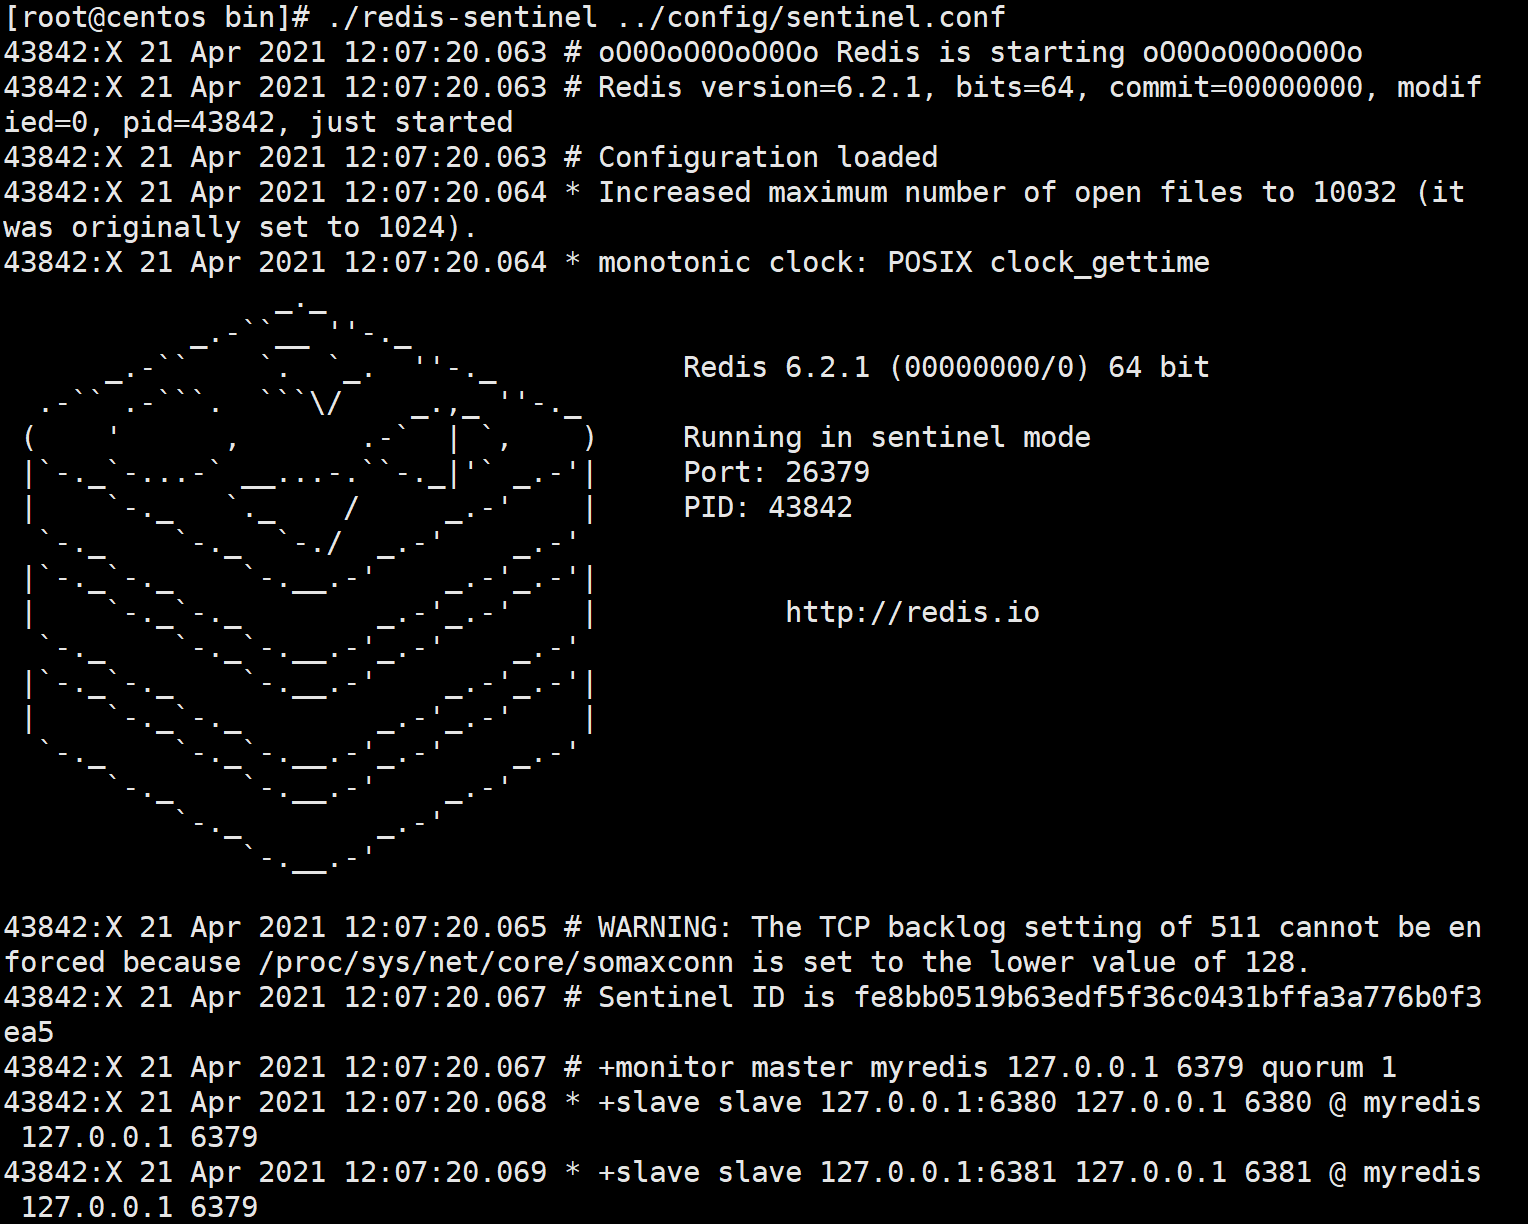 [root@centos bin]# ./redis-sentinel ../config/sentinel.conf
43842:X 21 Apr 2021 12:07:20.063 # oO0OoO0OoO0Oo Redis is starting oO0OoO0OoO0Oo
43842:X 21 Apr 2021 12:07:20.063 # Redis version=6.2.1, bits=64, commit=00000000, modif
ied=0, pid=43842, just started
43842:X 21 Apr 2021 12:07:20.063 # Configuration loaded
43842:X 21 Apr 2021 12:07:20.064 * Increased maximum number of open files to 10032 (it
was originally set to 1024).
43842:X 21 Apr 2021 12:07:20.064 * monotonic clock: POSIX clock_gettime
Redis 6.2.1 (00000000/0) 64 bit
Running in sentinel mode
Port: 26379
PID: 43842
http://redis.io
43842:X 21 Apr 2021 12:07:20.065 # WARNING: The TCP backlog setting of 511 cannot be en
forced because /proc/sys/net/core/somaxconn is set to the lower value of 128.
43842:X 21 Apr 2021 12:07:20.067 # Sentinel ID is fe8bb0519b63edf5f36c0431bffa3a776b0f3
ea5
43842:X 21 Apr 2021 12:07:20.067 # +monitor master myredis 127.0.0.1 6379 quorum 1
43842:X 21 Apr 2021 12:07:20.068 * +slave slave 127.0.0.1:6380 127.0.0.1 6380 @ myredis
127.0.0.1 6379
43842:X 21 Apr 2021 12:07:20.069 * +slave slave 127.0.0.1:6381 127.0.0.1 6381 @ myredis
127.0.0.1 6379